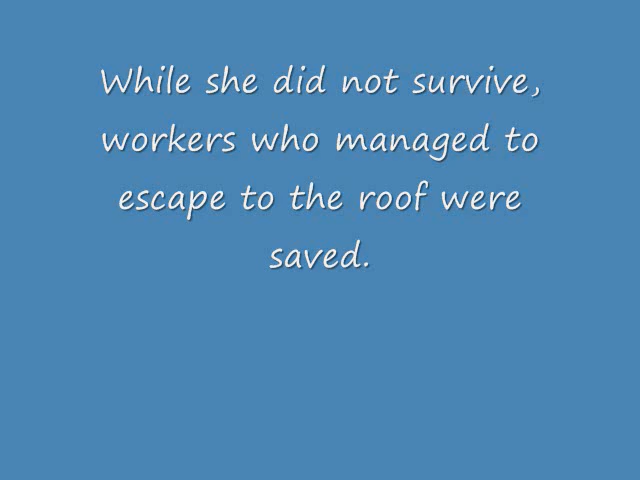 While she did not survive,
workers who managed to
escape to the roof were
saved.